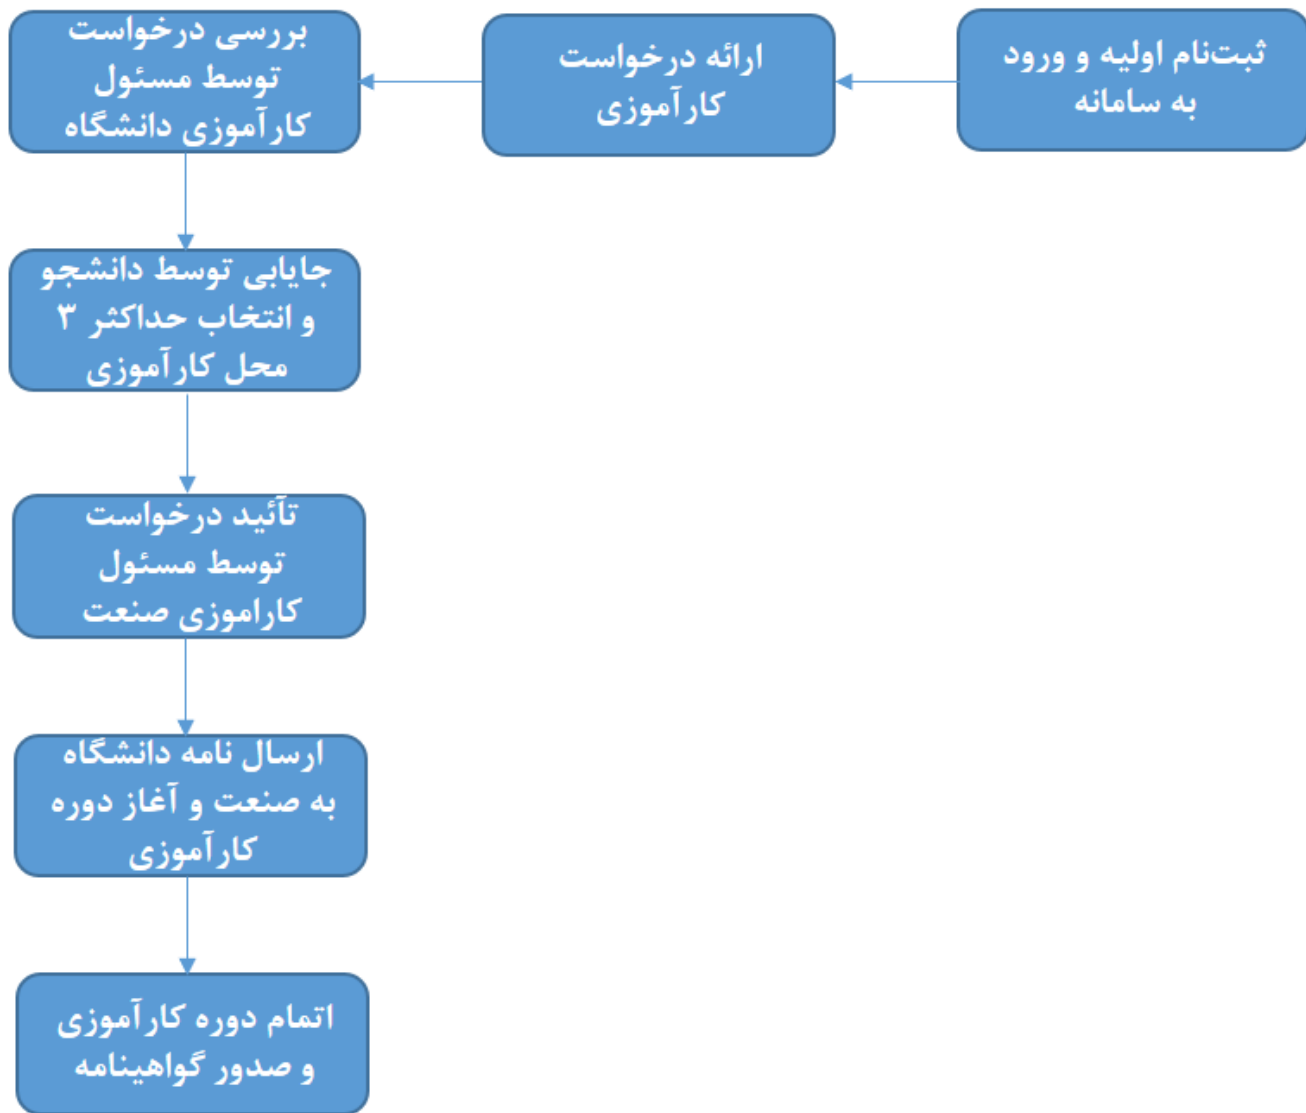 ثبت‌نام اولیه و ورود
به سامانه
ارائه درخواست
کارآموزی
بررسی درخواست
توسط مسئول
کارآموزی دانشگاه
جایابی توسط دانشجو
و انتخاب حداکثر ۳
محل کارآموزی
تآئید درخواست
توسط مسئول
کاراموزی صنعت
ارسال نامه دانشگاه
به صنعت و آغاز دوره
کارآموزی
اتمام دوره کارآموزی
و صدور گواهینامه